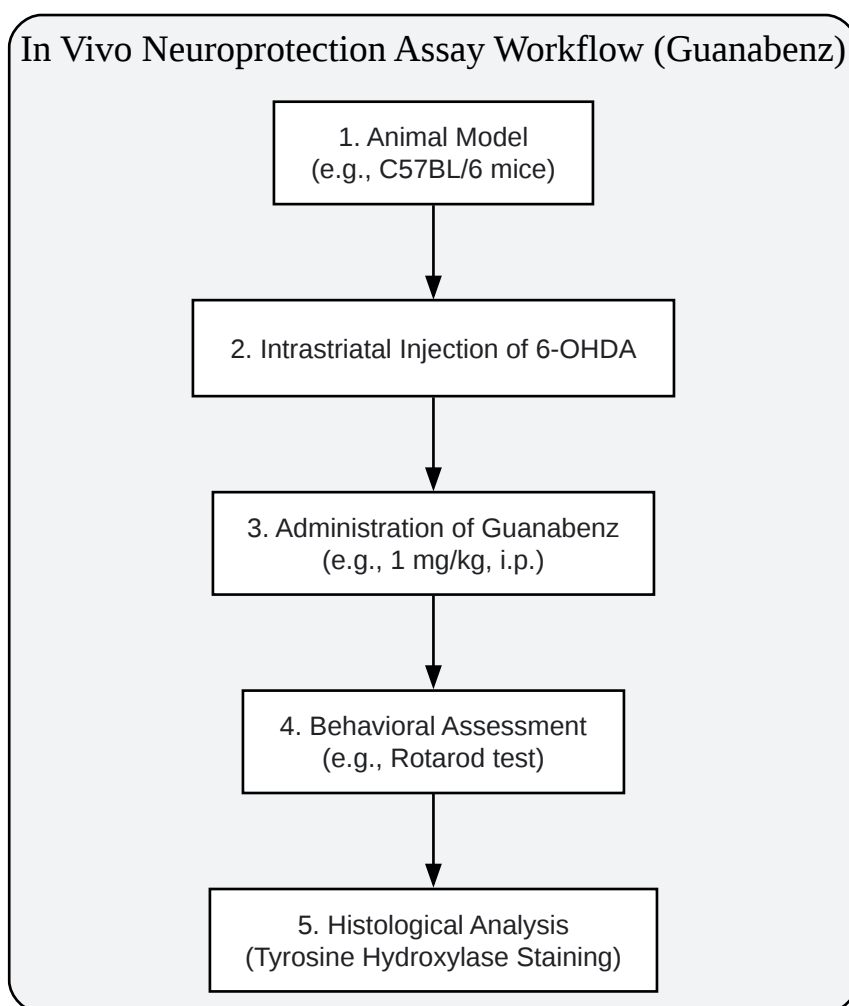 In Vivo Neuroprotection Assay Workflow (Guanabenz)
1. Animal Model
(e.g., C57BL/6 mice)
2. Intrastriatal Injection of 6-OHDA
3. Administration of Guanabenz
(e.g., 1 mg/kg, i.p.)
4. Behavioral Assessment
(e.g., Rotarod test)
5. Histological Analysis
(Tyrosine Hydroxylase Staining)